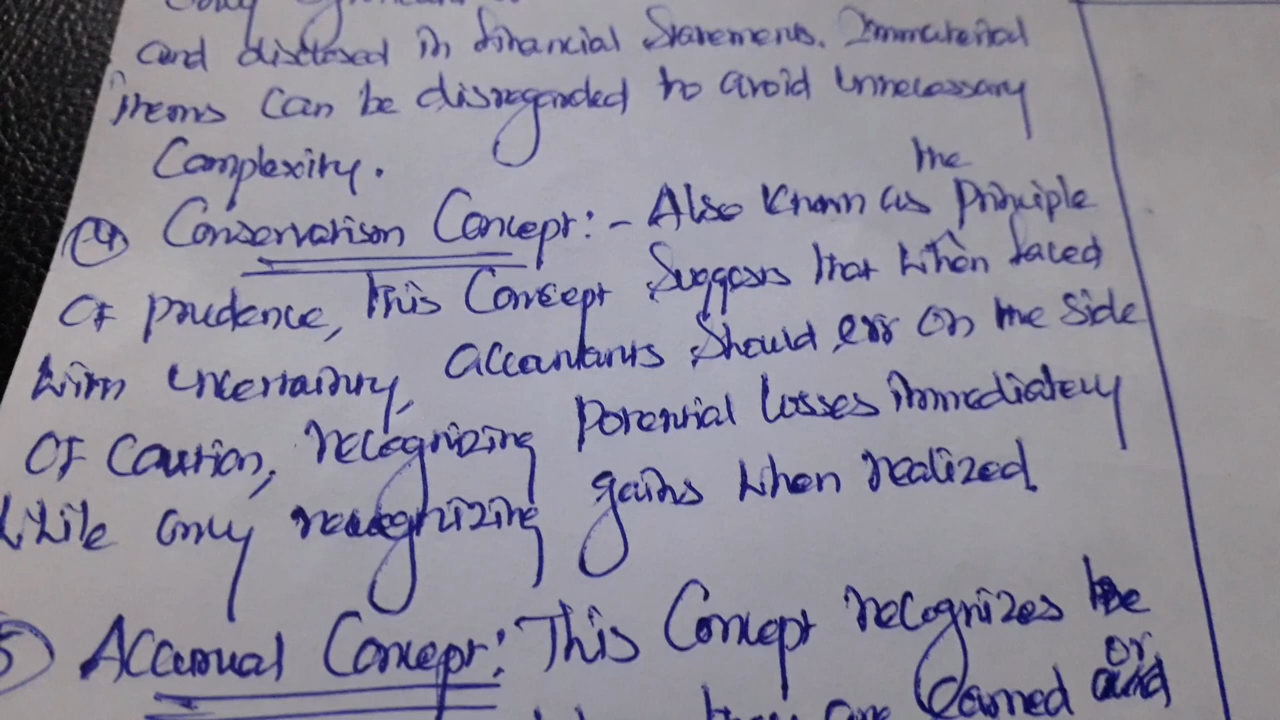 and disclosed in financial Statements. Immaterial
items can be disregarded to avoid unnecessary
Complexity.
④ Conservatism Concept:- Also known as the Principle
Of prudence, this Concept Suggests that when faced
with uncertainty, accountants Should err on the side
Of Caution, recognizing potential losses immediately
while only recognizing gains when realized.
5 Accrual Concept: This Concept recognizes
they are earned or